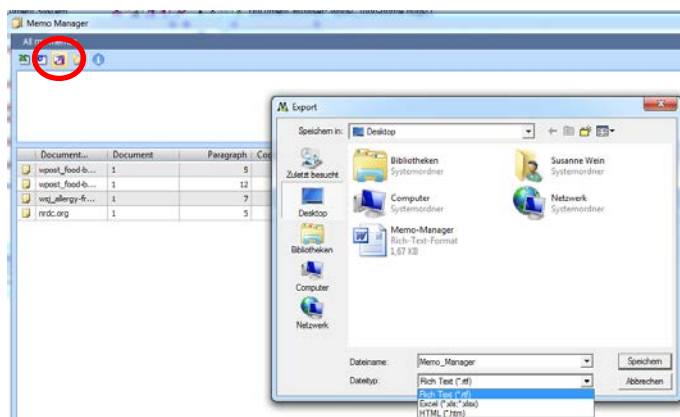 Memo Manager
Export
Speichern in: Desktop
Zuletzt besucht
Desktop
Bibliotheken
Computer
Netzwerk
Bibliotheken
Systemordner
Susanne Wein
Systemordner
Computer
Systemordner
Netzwerk
Systemordner
Memo-Manager
Rich-Text-Format
1,67 KB
Document... Document Paragraph
wpost_food-b... 1 5
wpost_food-b... 1 12
wsj_allergy-fr... 1 7
nrdc.org 1 5
Dateiname: Memo_Manager Speichern
Dateityp: Rich Text (*.rtf) Abbrechen
Rich Text (*.rtf)
Excel (*.xls;*.xlsx)
HTML (*.htm)